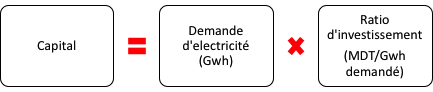 Capital
=
Demande
d'electricité
(Gwh)
×
Ratio
d'investissement
(MDT/Gwh
demandé)